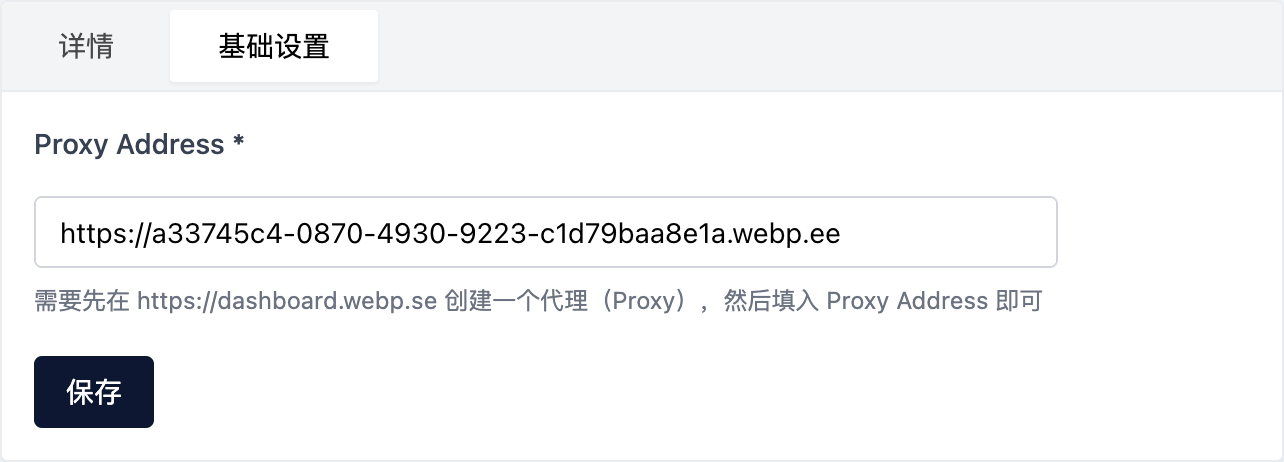 详情
基础设置
Proxy Address *
https://a33745c4-0870-4930-9223-c1d79baa8e1a.webp.ee
需要先在 https://dashboard.webp.se 创建一个代理（Proxy），然后填入 Proxy Address 即可
保存